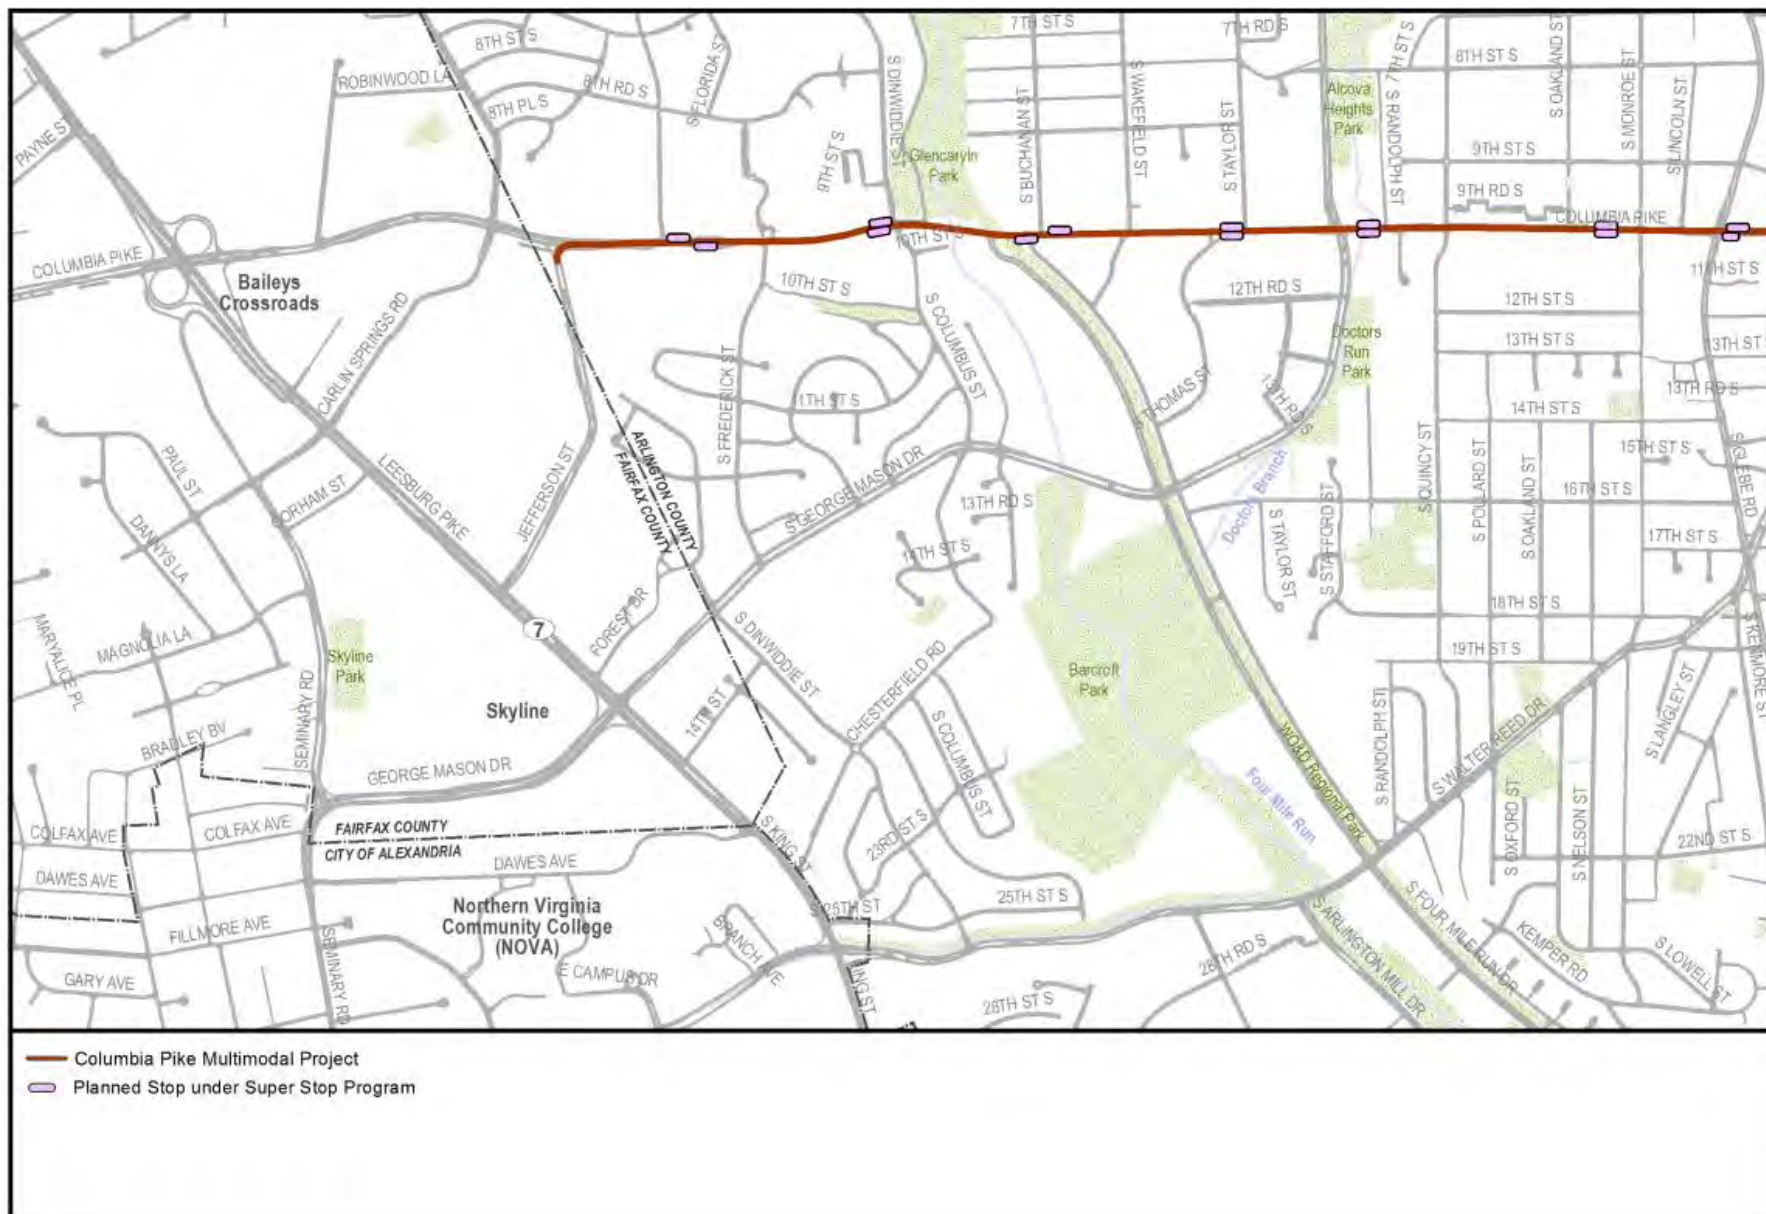 7TH ST S
7TH RD S
8TH ST S
S FLORIDA ST
S DINWIDDIE ST
S OAKLAND ST
S MONROE ST
8TH ST S
ROBINWOOD LA
8TH RD S
S BUCHANAN ST
S WAKEFIELD ST
S TAYLOR ST
Alcova
Heights
Park
S RANDOLPH ST
7TH ST S
S LINCOLN ST
8TH PL S
PAYNE ST
9TH ST S
Glencarlyn
Park
9TH ST S
9TH RD S
COLUMBIA PIKE
COLUMBIA PIKE
10TH ST S
Baileys
Crossroads
10TH ST S
11TH ST S
12TH RD S
12TH ST S
CARLIN SPRINGS RD
S COLUMBUS ST
Doctors
Run
Park
13TH ST S
13TH ST S
S FREDERICK ST
11TH ST S
S THOMAS ST
13TH RD S
13TH RD S
14TH ST S
ARLINGTON COUNTY
FAIRFAX COUNTY
PAUL ST
LEESBURG PIKE
JEFFERSON ST
S GEORGE MASON DR
S QUINCY ST
S POLLARD ST
S OAKLAND ST
15TH ST S
S GLEBE RD
GORHAM ST
DANNYS LA
13TH RD S
Doctors Branch
16TH ST S
S TAYLOR ST
S STAFFORD ST
17TH ST S
14TH ST S
18TH ST S
7
FOREST DR
S DINWIDDIE ST
MARYALICE PL
MAGNOLIA LA
Skyline
Park
CHESTERFIELD RD
Barcroft
Park
19TH ST S
S KENMORE ST
SEMINARY RD
Skyline
14TH ST
S COLUMBUS ST
W&OD Regional Park
S RANDOLPH ST
S WALTER REED DR
S LANGLEY ST
BRADLEY BV
GEORGE MASON DR
Four Mile Run
S OXFORD ST
S NELSON ST
COLFAX AVE
COLFAX AVE
FAIRFAX COUNTY
CITY OF ALEXANDRIA
S KING ST
23RD ST S
22ND ST S
DAWES AVE
DAWES AVE
Northern Virginia
Community College
(NOVA)
S 25TH ST
25TH ST S
S ARLINGTON MILL DR
S FOUR MILE RUN DR
KEMPER RD
S LOWELL ST
FILLMORE AVE
SEMINARY RD
BRANCH AVE
28TH RD S
GARY AVE
E CAMPUS DR
KING ST
28TH ST S
Columbia Pike Multimodal Project
Planned Stop under Super Stop Program